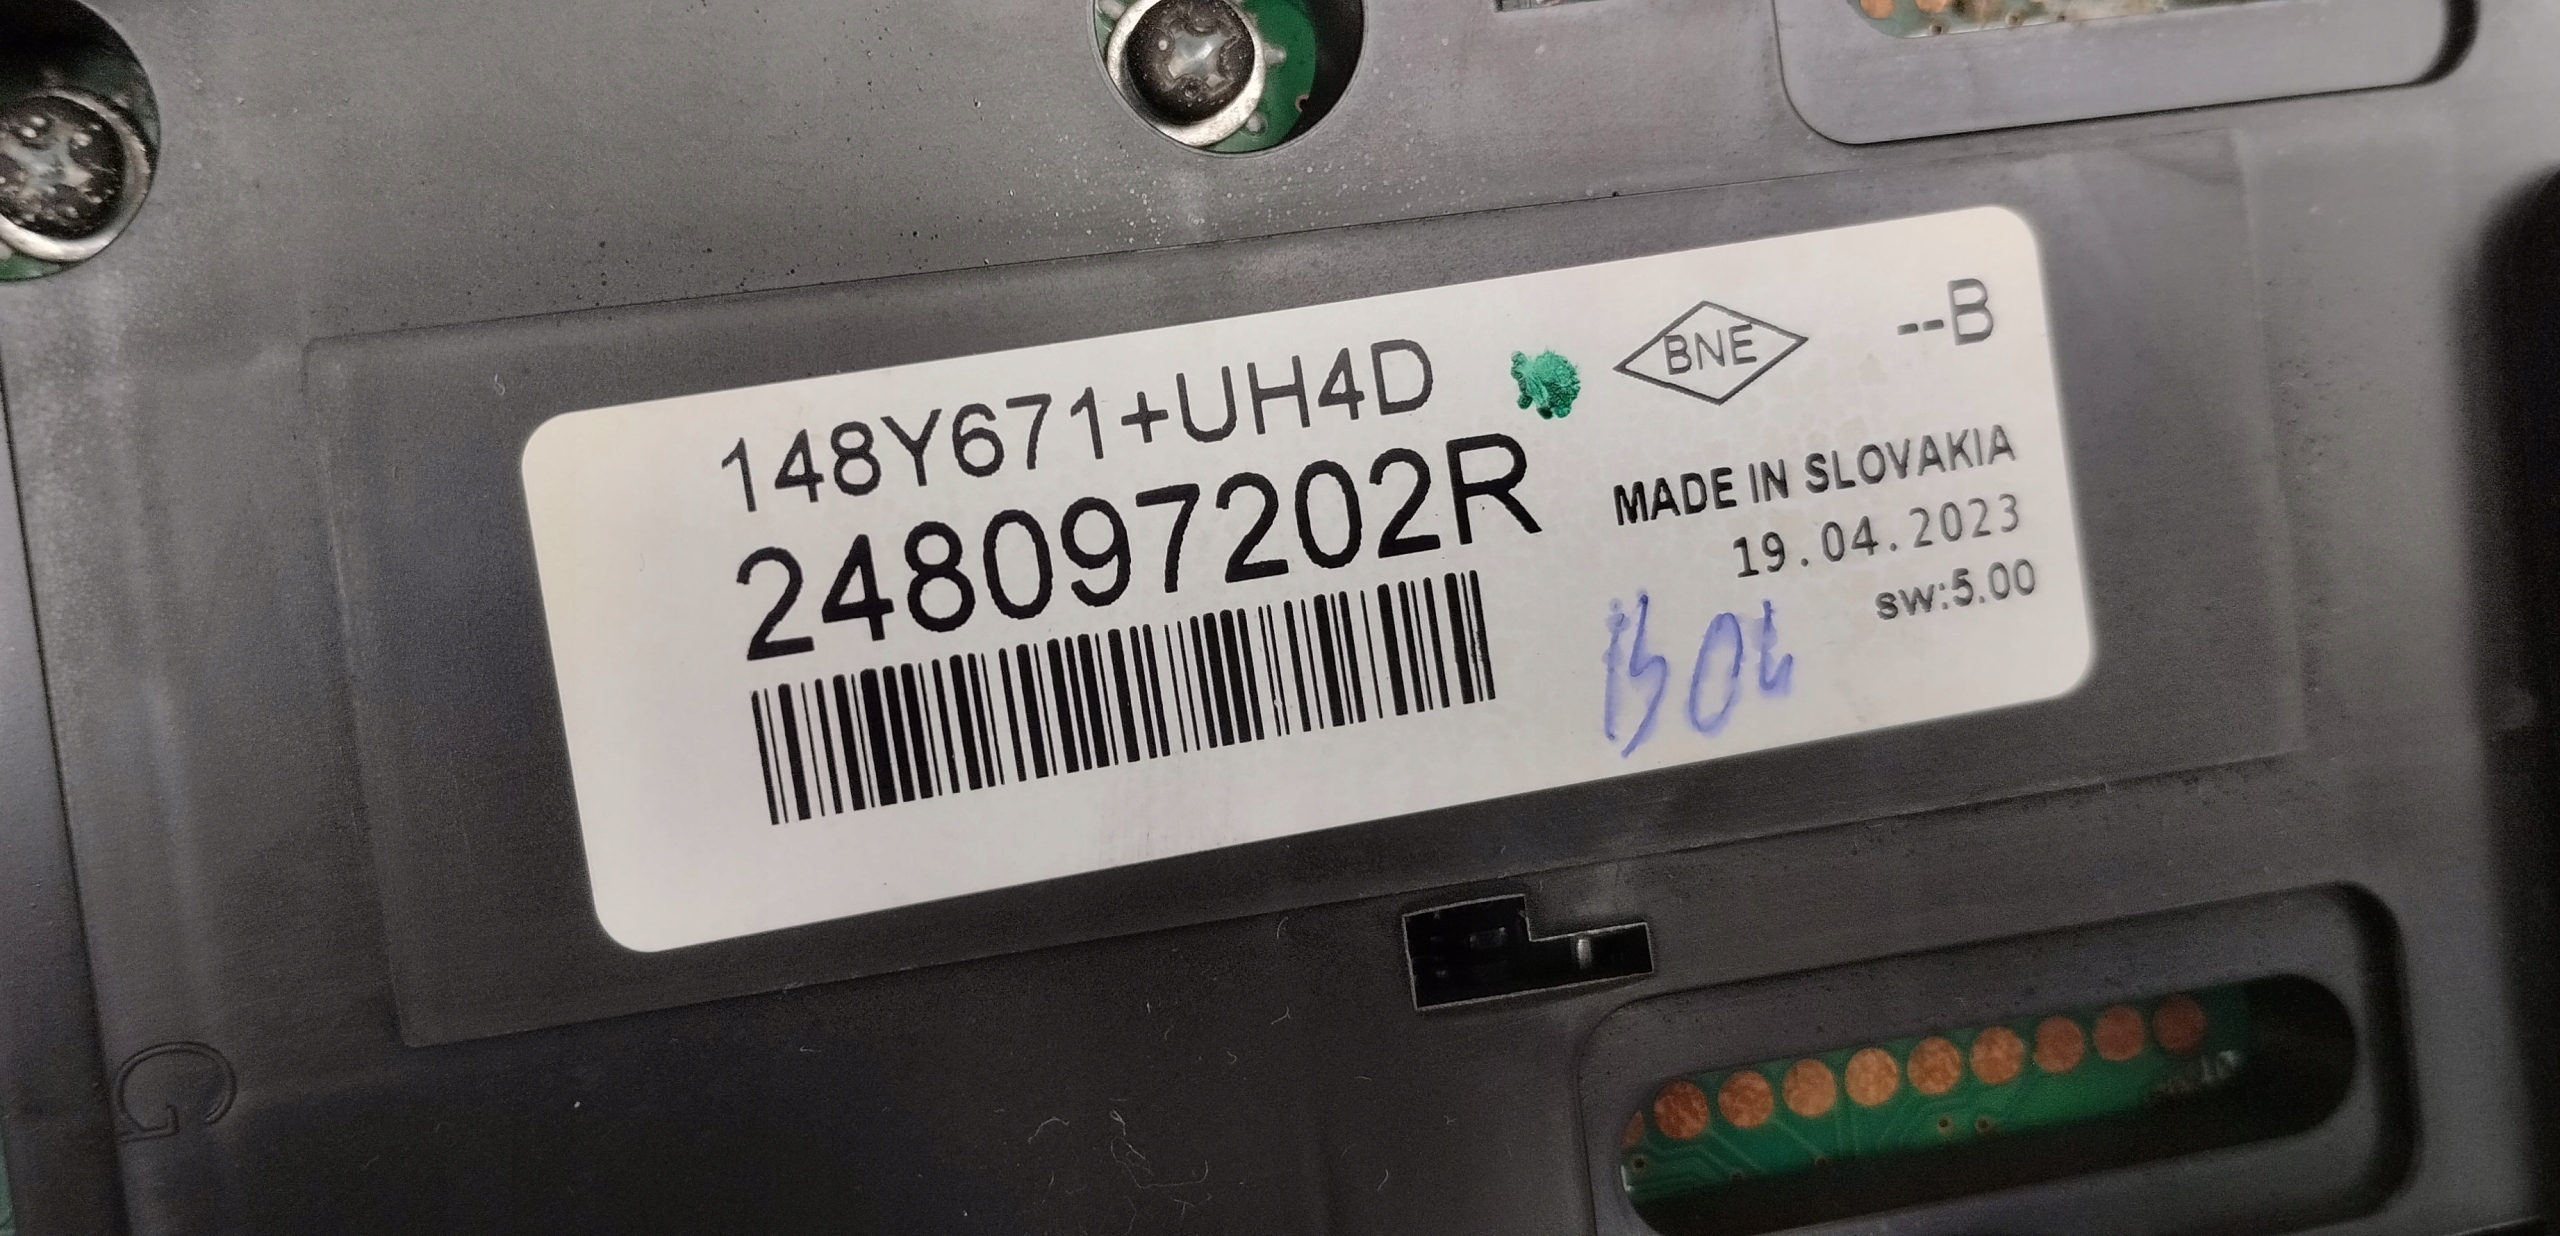 148Y671+UH4D
248097202R
BNE
--B
MADE IN SLOVAKIA
19.04.2023
sw:5.00
G